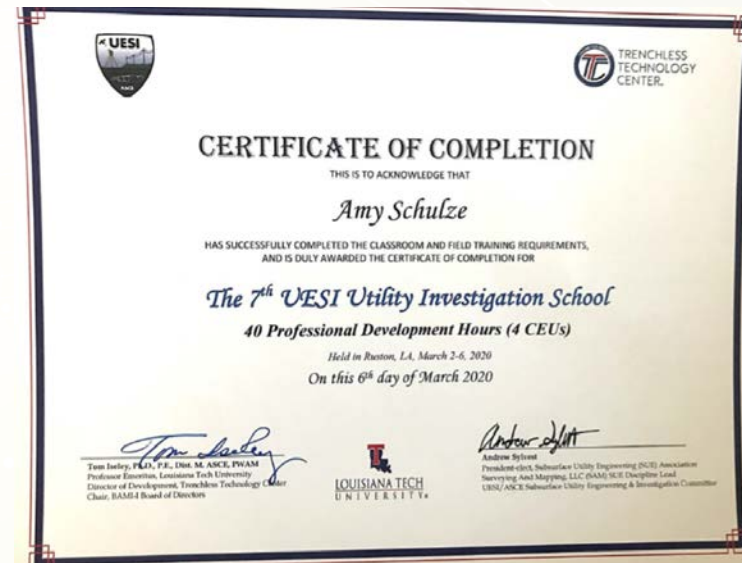 UESI
TRENCHLESS
TECHNOLOGY
CENTER
CERTIFICATE OF COMPLETION
THIS IS TO ACKNOWLEDGE THAT
Amy Schulze
HAS SUCCESSFULLY COMPLETED THE CLASSROOM AND FIELD TRAINING REQUIREMENTS,
AND IS DULY AWARDED THE CERTIFICATE OF COMPLETION FOR
The 7th UESI Utility Investigation School
40 Professional Development Hours (4 CEUs)
Held in Ruston, LA, March 2-6, 2020
On this 6th day of March 2020
Tom Iseley
Tom Iseley, PhD., P.E., Dist. M. ASCE, PWAM
Professor Emeritus, Louisiana Tech University
Director of Development, Trenchless Technology Center
Chair, BAMI-I Board of Directors
LOUISIANA TECH
UNIVERSITY
Andrew Sylvest
President-elect, Subsurface Utility Engineering (SUE) Association
Surveying And Mapping, LLC (SAM) SUE Discipline Lead
UESI/ASCE Subsurface Utility Engineering & Investigation Committee